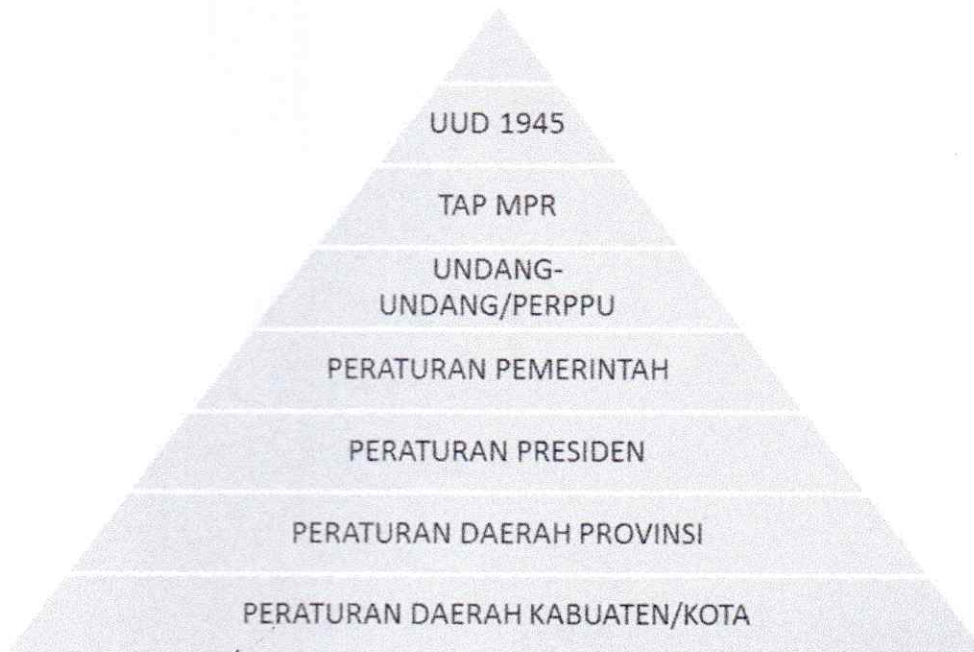 UUD 1945
TAP MPR
UNDANG-
UNDANG/PERPPU
PERATURAN PEMERINTAH
PERATURAN PRESIDEN
PERATURAN DAERAH PROVINSI
PERATURAN DAERAH KABUATEN/KOTA